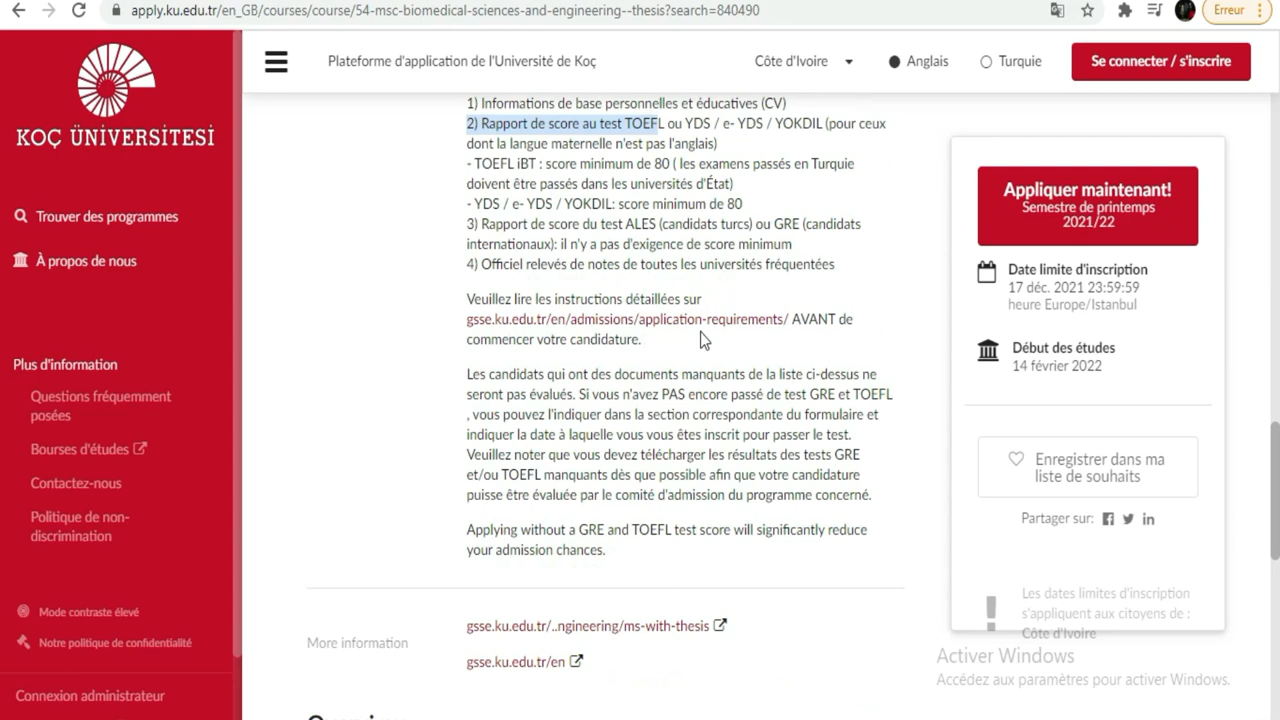 apply.ku.edu.tr/en_GB/courses/course/54-msc-biomedical-sciences-and-engineering--thesis?search=840490
Erreur
KOÇ ÜNİVERSİTESİ
Trouver des programmes
À propos de nous
Plus d'information
Questions fréquemment
posées
Bourses d'études
Contactez-nous
Politique de non-
discrimination
Mode contraste élevé
Notre politique de confidentialité
Connexion administrateur
Plateforme d'application de l'Université de Koç
Côte d'Ivoire
Anglais
Turquie
Se connecter / s'inscrire
1) Informations de base personnelles et éducatives (CV)
2) Rapport de score au test TOEFL ou YDS / e- YDS / YOKDIL (pour ceux
dont la langue maternelle n'est pas l'anglais)
- TOEFL iBT : score minimum de 80 ( les examens passés en Turquie
doivent être passés dans les universités d'État)
- YDS / e- YDS / YOKDIL: score minimum de 80
3) Rapport de score du test ALES (candidats turcs) ou GRE (candidats
internationaux): il n'y a pas d'exigence de score minimum
4) Officiel relevés de notes de toutes les universités fréquentées
Veuillez lire les instructions détaillées sur
gsse.ku.edu.tr/en/admissions/application-requirements/ AVANT de
commencer votre candidature.
Les candidats qui ont des documents manquants de la liste ci-dessus ne
seront pas évalués. Si vous n'avez PAS encore passé de test GRE et TOEFL
, vous pouvez l'indiquer dans la section correspondante du formulaire et
indiquer la date à laquelle vous vous êtes inscrit pour passer le test.
Veuillez noter que vous devez télécharger les résultats des tests GRE
et/ou TOEFL manquants dès que possible afin que votre candidature
puisse être évaluée par le comité d'admission du programme concerné.
Applying without a GRE and TOEFL test score will significantly reduce
your admission chances.
More information
gsse.ku.edu.tr/..ngineering/ms-with-thesis
gsse.ku.edu.tr/en
Appliquer maintenant!
Semestre de printemps
2021/22
Date limite d'inscription
17 déc. 2021 23:59:59
heure Europe/Istanbul
Début des études
14 février 2022
Enregistrer dans ma
liste de souhaits
Partager sur:
Les dates limites d'inscription
s'appliquent aux citoyens de :
Côte d'Ivoire
Activer Windows
Accédez aux paramètres pour activer Windows.